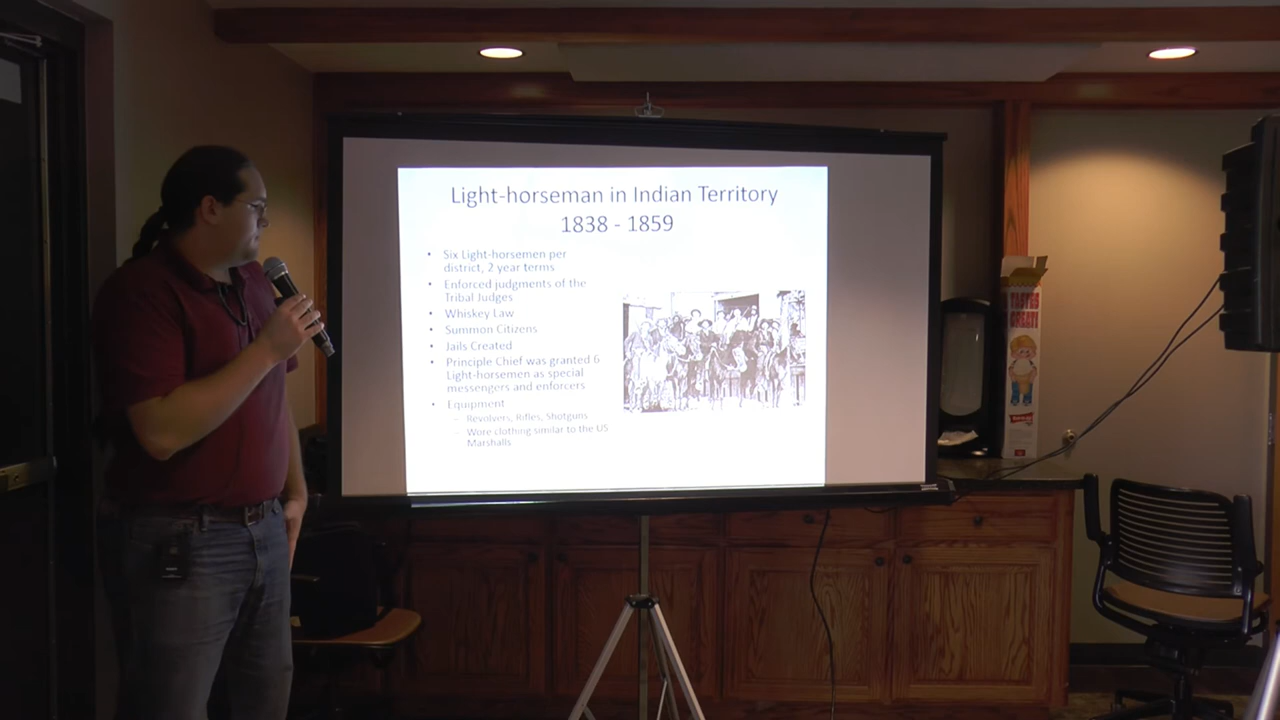 Light-horseman in Indian Territory
1838 - 1859
• Six Light-horsemen per
district, 2 year terms
• Enforced judgments of the
Tribal Judges
• Whiskey Law
• Summon Citizens
• Jails Created
• Principle Chief was granted 6
Light-horsemen as special
messengers and enforcers
• Equipment
– Revolvers, Rifles, Shotguns
– Wore clothing similar to the US
Marshalls
TASTES
GREAT!